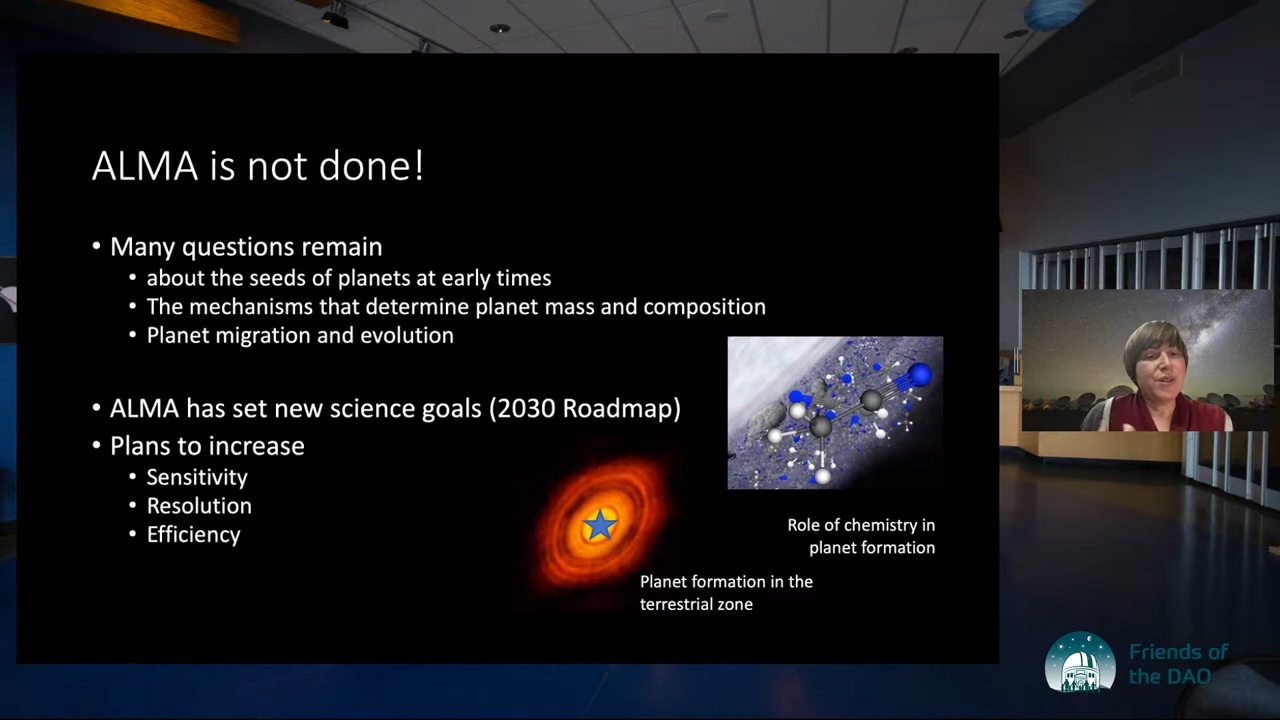 ALMA is not done!
• Many questions remain
• about the seeds of planets at early times
• The mechanisms that determine planet mass and composition
• Planet migration and evolution
• ALMA has set new science goals (2030 Roadmap)
• Plans to increase
• Sensitivity
• Resolution
• Efficiency
Role of chemistry in
planet formation
Planet formation in the
terrestrial zone
Friends of
the DAO